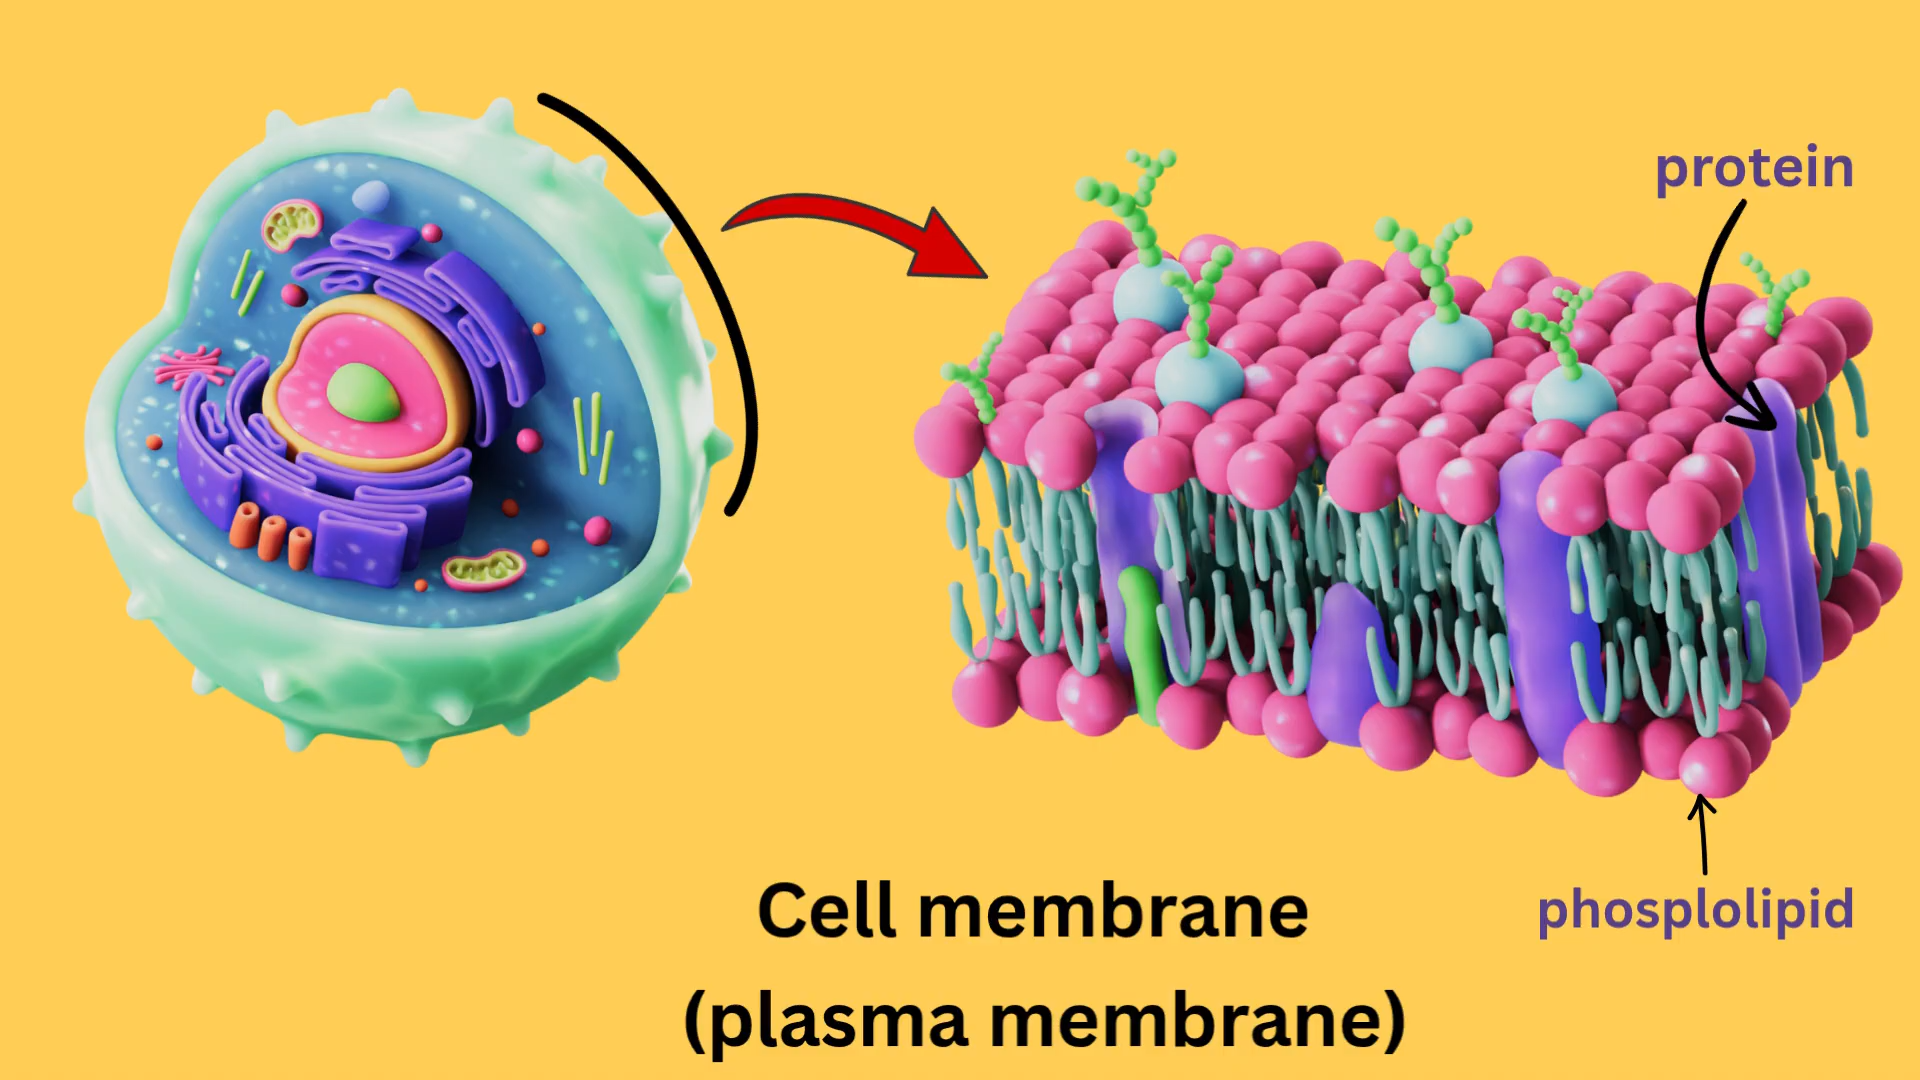 protein
phosplolipid
Cell membrane
(plasma membrane)